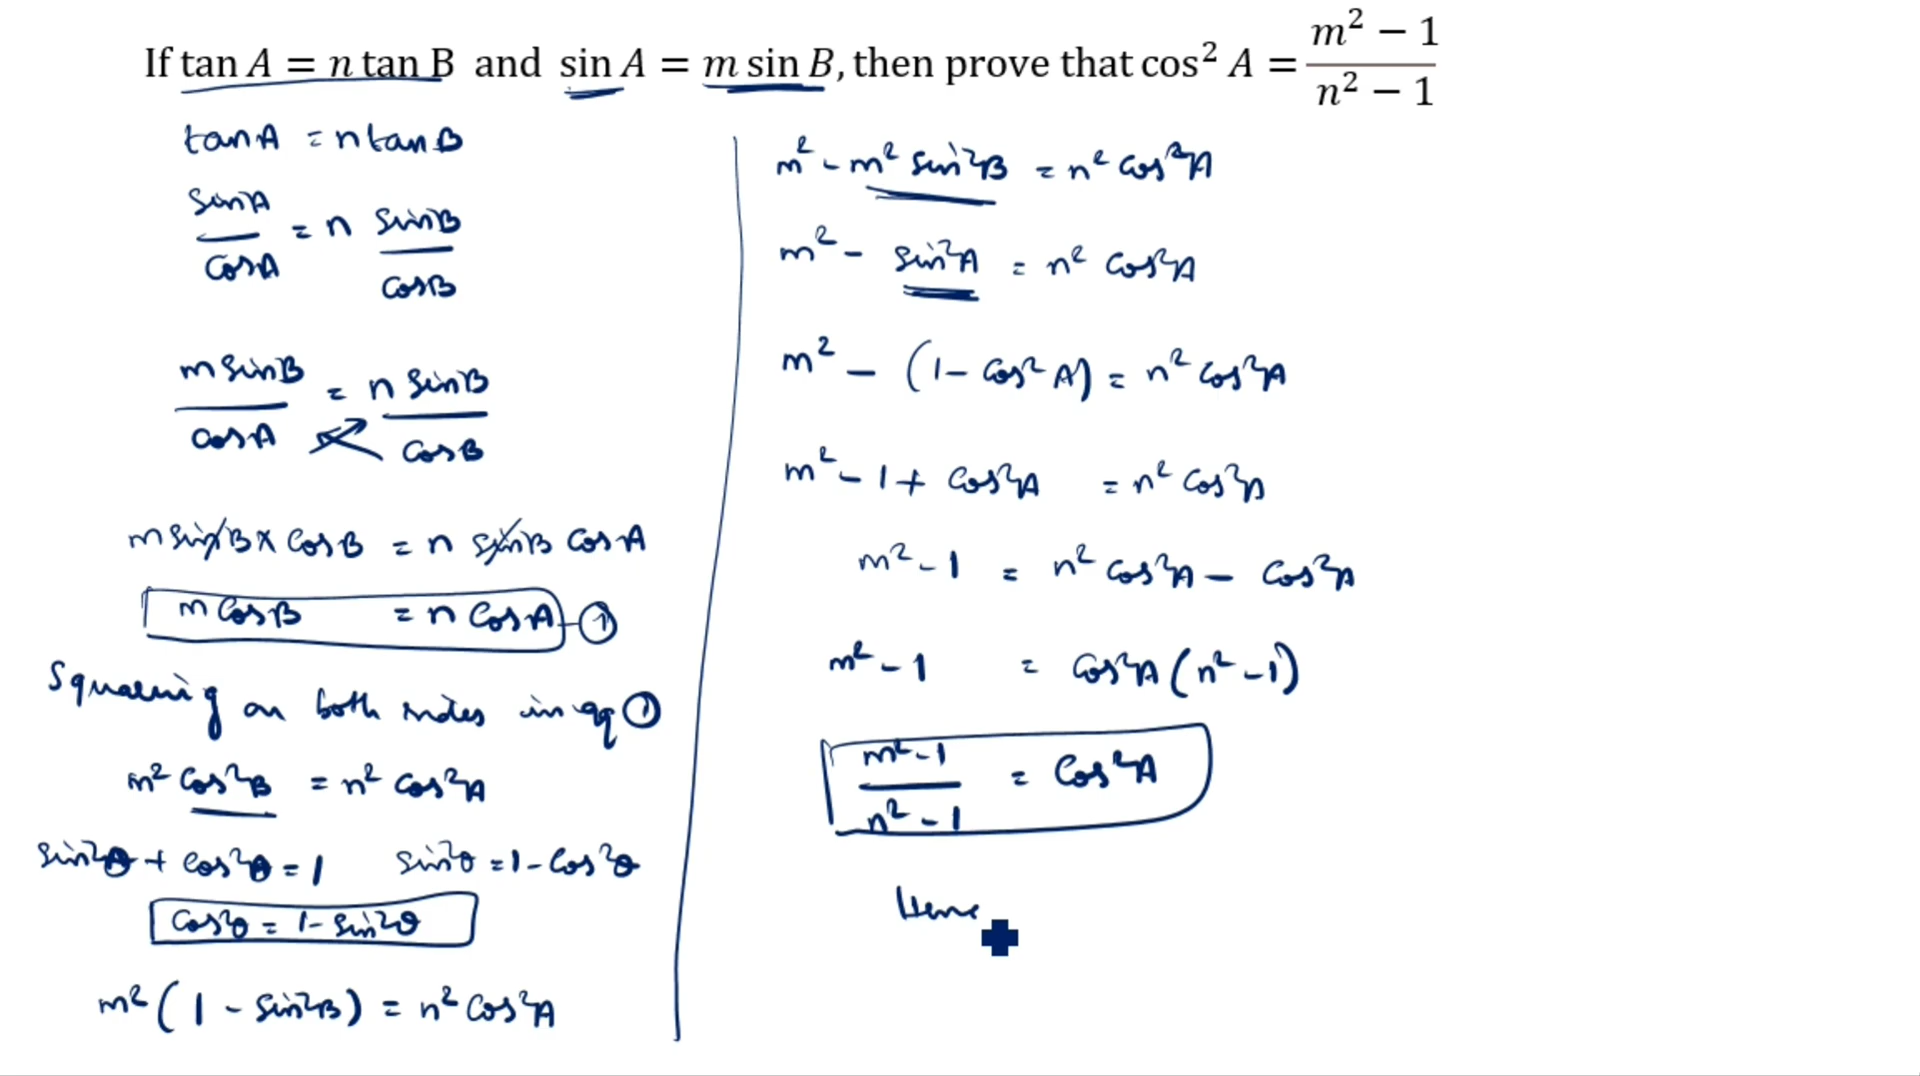 If tan A = n tan B and sin A = m sin B, then prove that cos² A = (m² − 1)/(n² − 1)
tanA = n tanB
sinA/cosA = n sinB/cosB
m sinB/cosA = n sinB/cosB
m sinB × cosB = n sinB cosA
m cosB = n cosA -①
Squaring on both sides in eq ①
m² cos²B = n² cos²A
sin²θ + cos²θ = 1 sin²θ = 1 - cos²θ
cos²θ = 1 - sin²θ
m² (1 - sin²B) = n² cos²A
m² - m² sin²B = n² cos²A
m² - sin²A = n² cos²A
m² - (1 - cos²A) = n² cos²A
m² - 1 + cos²A = n² cos²A
m² - 1 = n² cos²A - cos²A
m² - 1 = cos²A (n² - 1)
(m² - 1)/(n² - 1) = cos²A
Hence